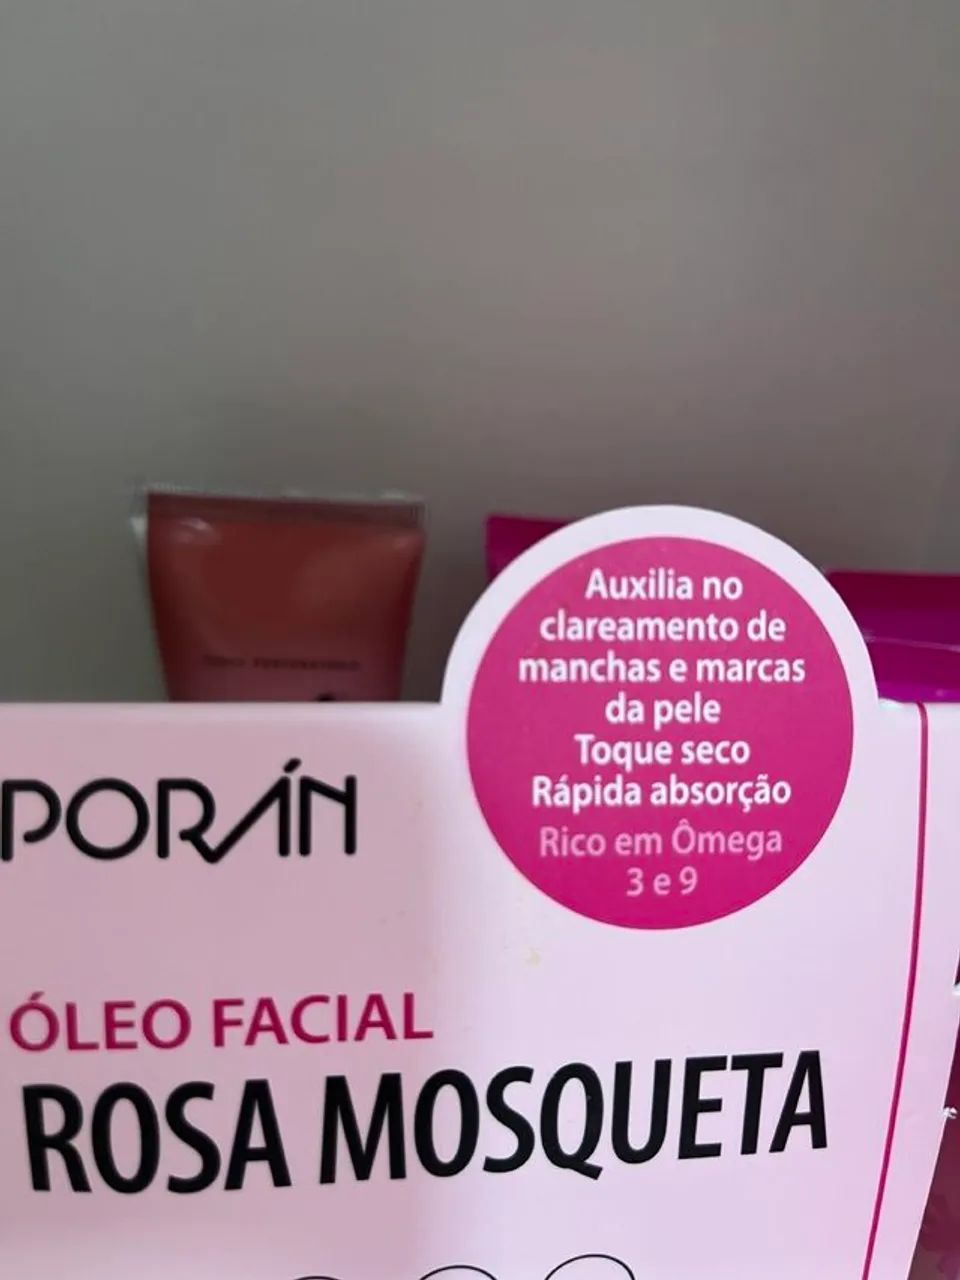 Auxilia no
clareamento de
manchas e marcas
da pele
Toque seco
Rápida absorção
Rico em Ômega
3 e 9
PORÁN
ÓLEO FACIAL
ROSA MOSQUETA